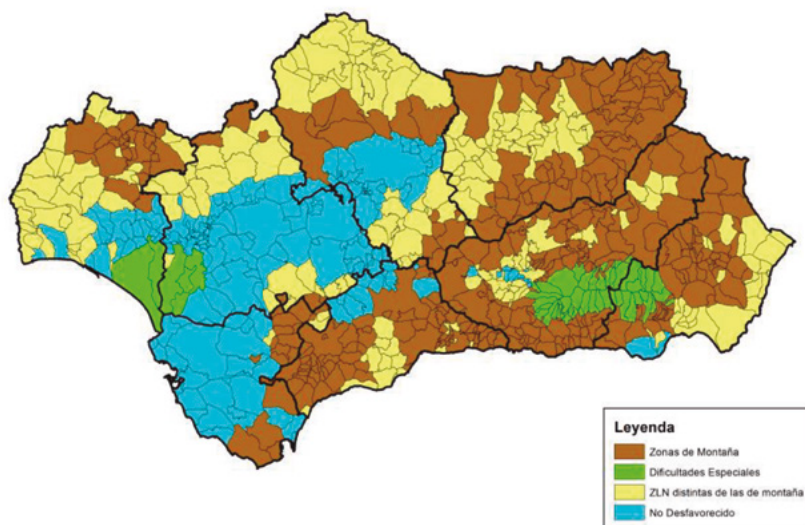 Leyenda
Zonas de Montaña
Dificultades Especiales
ZLN distintas de las de montaña
No Desfavorecido